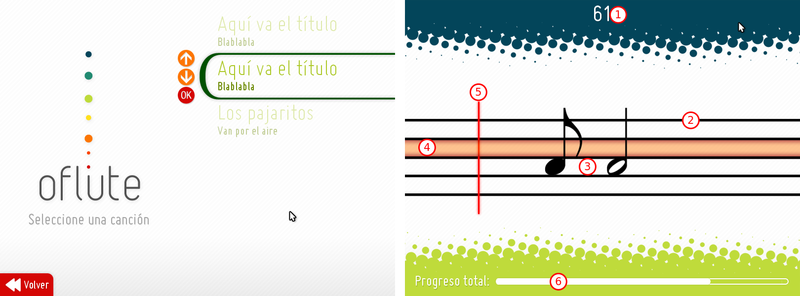 Aquí va el título
Blablabla
Aquí va el título
Blablabla
OK
Los pajaritos
Van por el aire
oflute
Seleccione una canción
Volver
61
1
5
2
4
3
Progreso total:
6